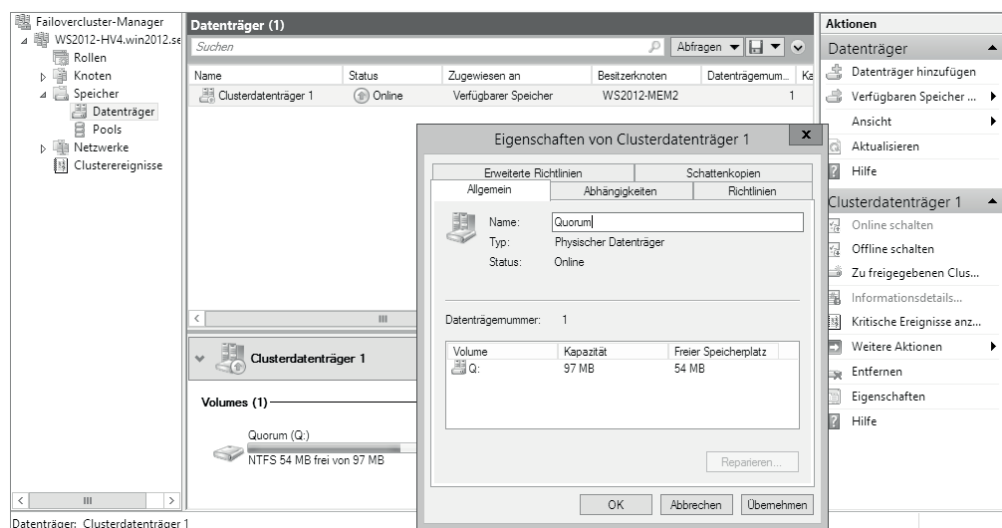 Failovercluster-Manager
WS2012-HV4.win2012.se
Rollen
Knoten
Speicher
Datenträger
Pools
Netzwerke
Clusterereignisse
Datenträger (1)
Suchen
Abfragen
Name Status Zugewiesen an Besitzerknoten Datenträgernum... Ka
Clusterdatenträger 1 Online Verfügbarer Speicher WS2012-MEM2 1
Clusterdatenträger 1
Volumes (1)
Quorum (Q:)
NTFS 54 MB frei von 97 MB
Eigenschaften von Clusterdatenträger 1
x
Erweiterte Richtlinien Schattenkopien
Allgemein Abhängigkeiten Richtlinien
Name: Quorum
Typ: Physischer Datenträger
Status: Online
Datenträgernummer: 1
Volume Kapazität Freier Speicherplatz
Q: 97 MB 54 MB
Reparieren...
OK Abbrechen Übernehmen
Aktionen
Datenträger
Datenträger hinzufügen
Verfügbaren Speicher ...
Ansicht
Aktualisieren
Hilfe
Clusterdatenträger 1
Online schalten
Offline schalten
Zu freigegebenen Clus...
Informationsdetails...
Kritische Ereignisse anz...
Weitere Aktionen
Entfernen
Eigenschaften
Hilfe
Datenträger: Clusterdatenträger 1